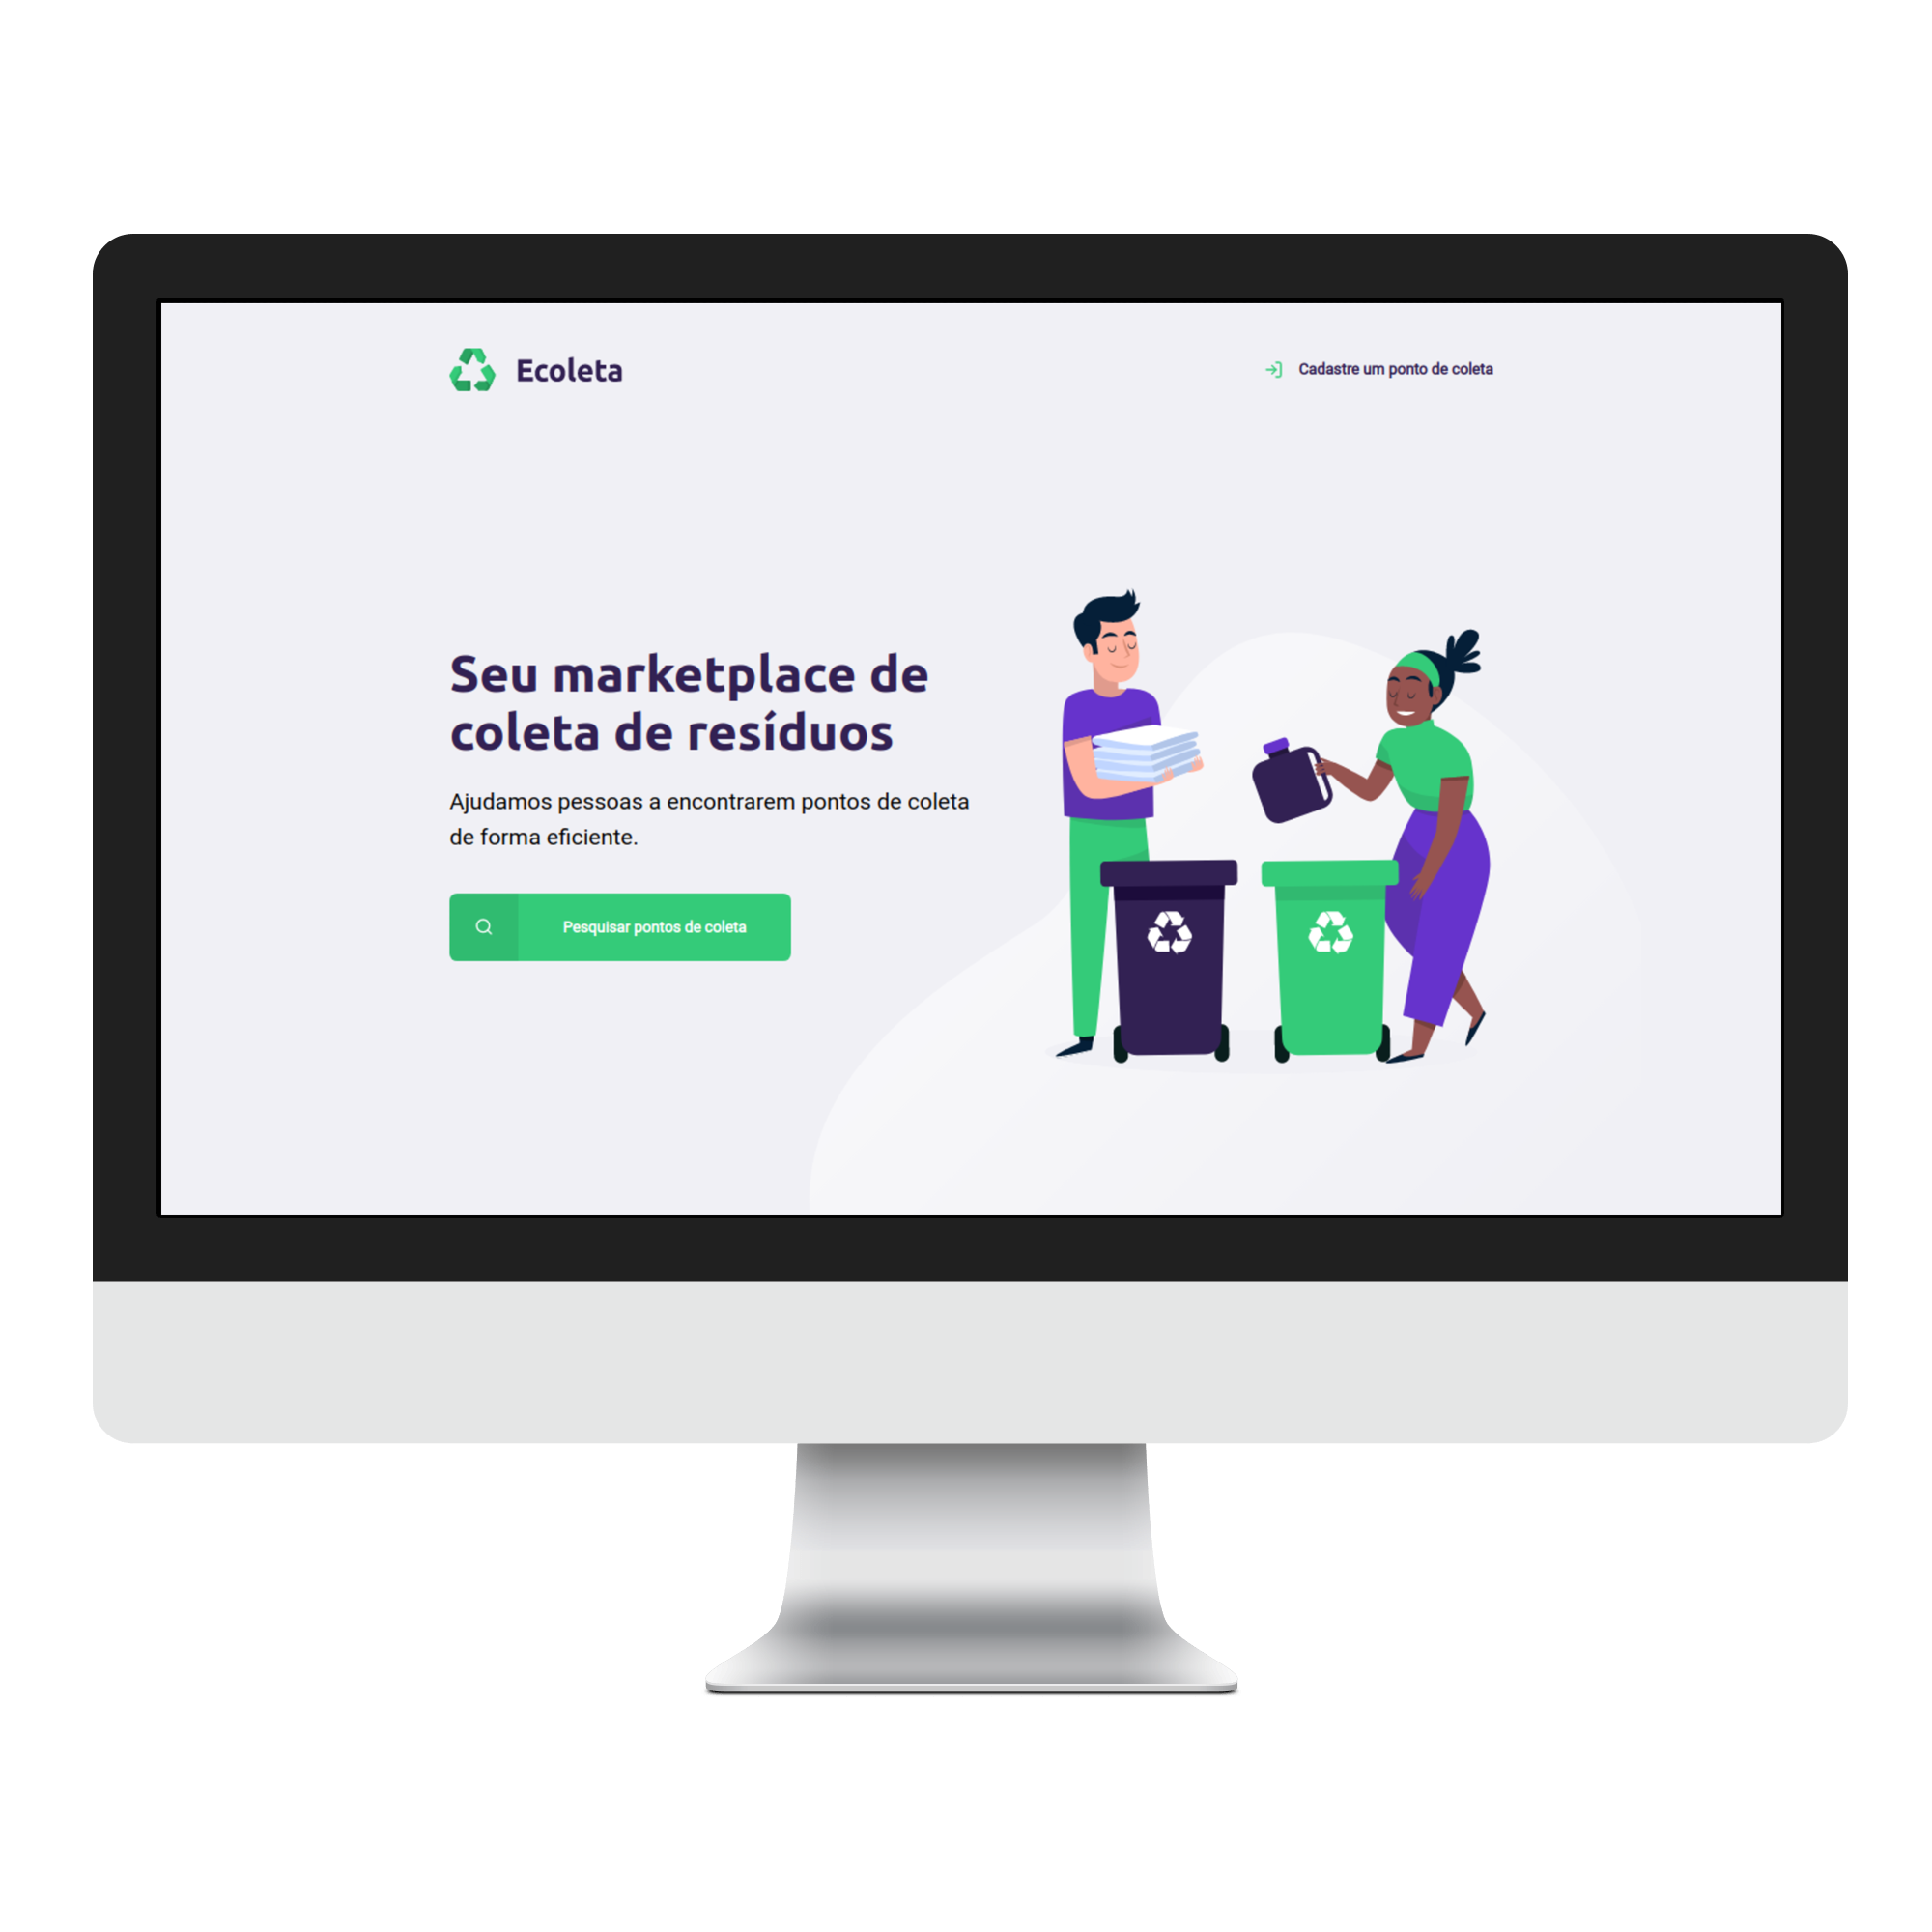 Ecoleta
Cadastre um ponto de coleta
Seu marketplace de
coleta de resíduos
Ajudamos pessoas a encontrarem pontos de coleta
de forma eficiente.
Pesquisar pontos de coleta